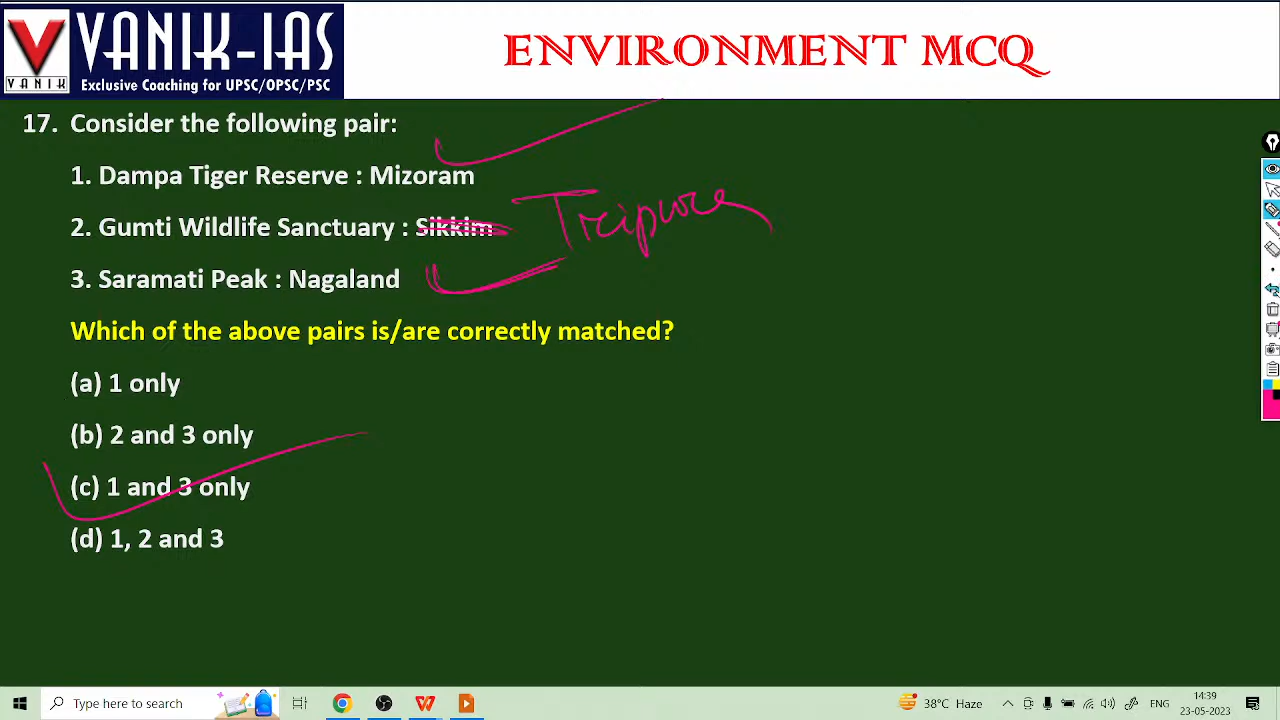 VANIK-IAS
VANIK
Exclusive Coaching for UPSC/OPSC/PSC
ENVIRONMENT MCQ
17. Consider the following pair:
1. Dampa Tiger Reserve : Mizoram
2. Gumti Wildlife Sanctuary : Sikkim Tripura
3. Saramati Peak : Nagaland
Which of the above pairs is/are correctly matched?
(a) 1 only
(b) 2 and 3 only
(c) 1 and 3 only
(d) 1, 2 and 3
Type here to search
38°C Haze
ENG
14:39
23-05-2023